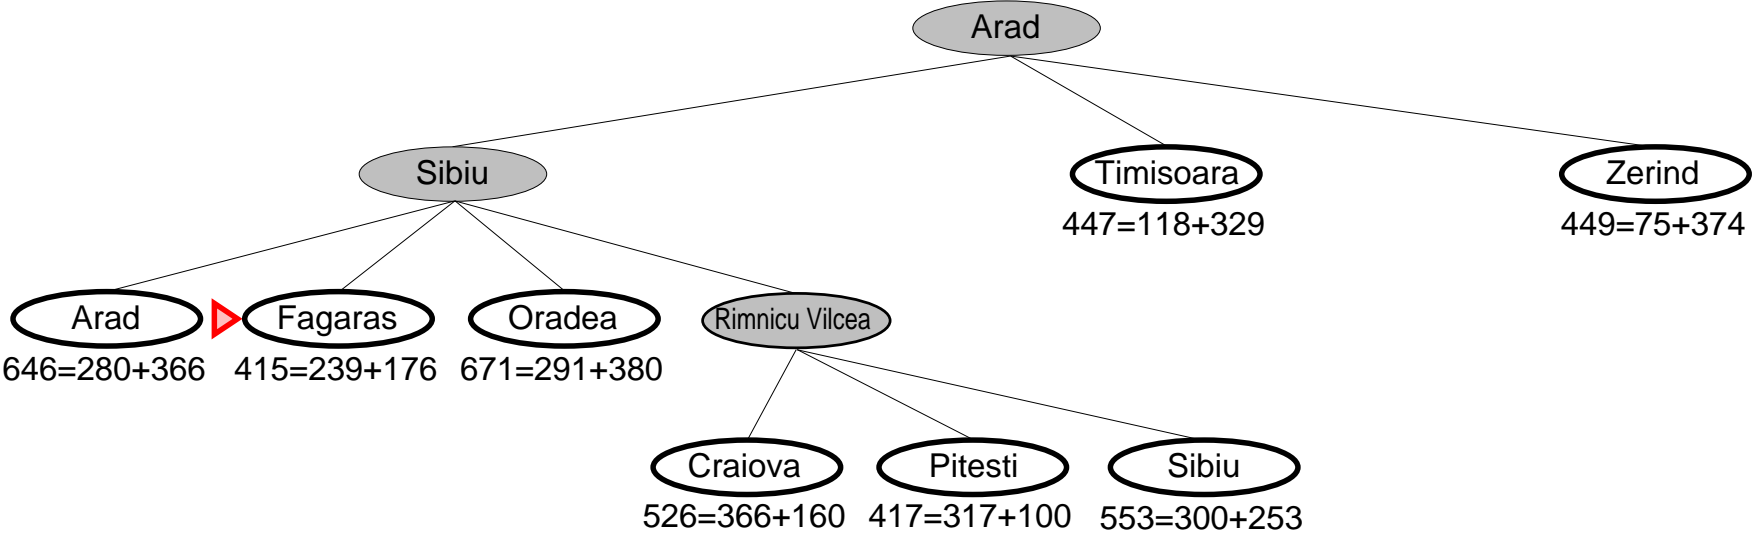 Arad
Sibiu
Timisoara
Zerind
447=118+329
449=75+374
Arad
Fagaras
Oradea
Rimnicu Vilcea
646=280+366
415=239+176
671=291+380
Craiova
Pitesti
Sibiu
526=366+160
417=317+100
553=300+253